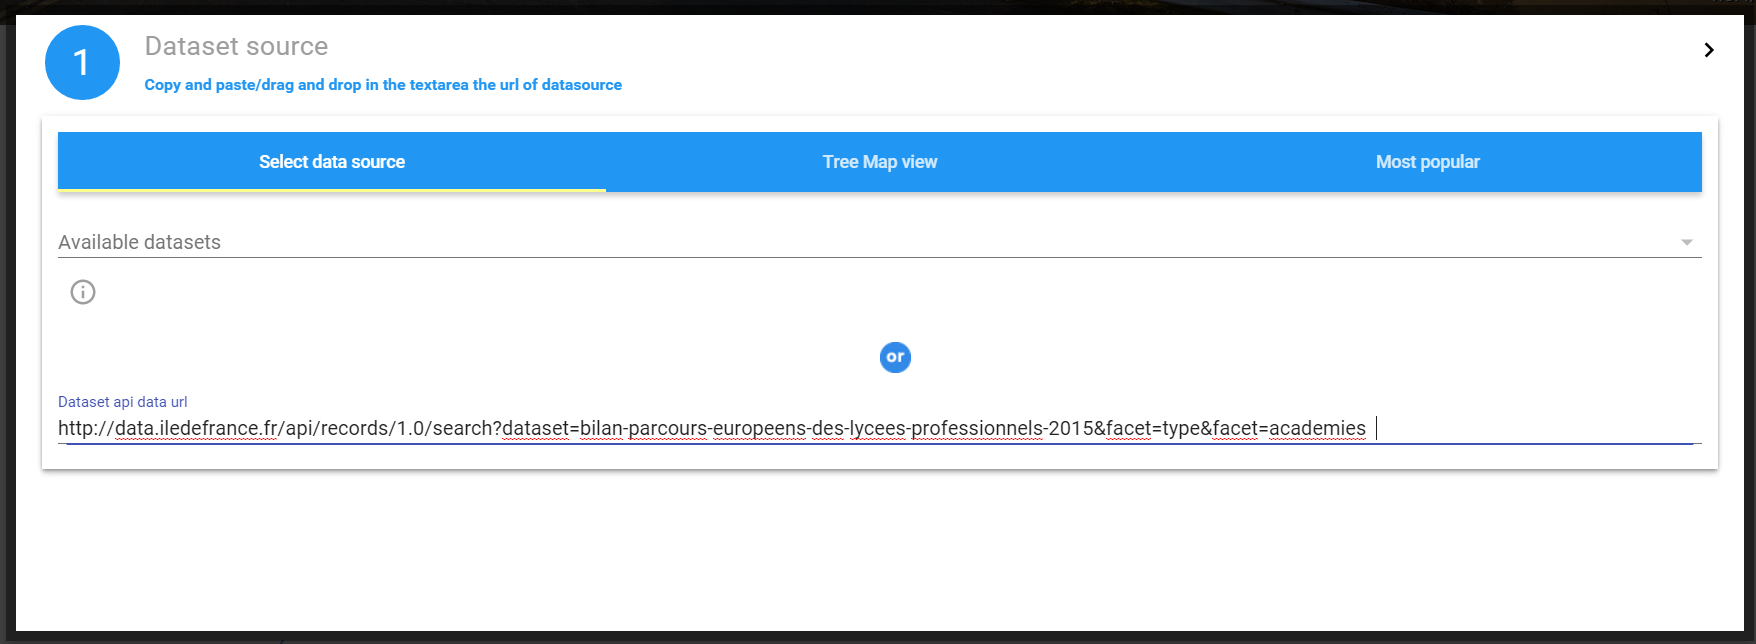 1
Dataset source
Copy and paste/drag and drop in the textarea the url of datasource
Select data source
Tree Map view
Most popular
Available datasets
or
Dataset api data url
http://data.iledefrance.fr/api/records/1.0/search?dataset=bilan-parcours-europeens-des-lycees-professionnels-2015&facet=type&facet=academies